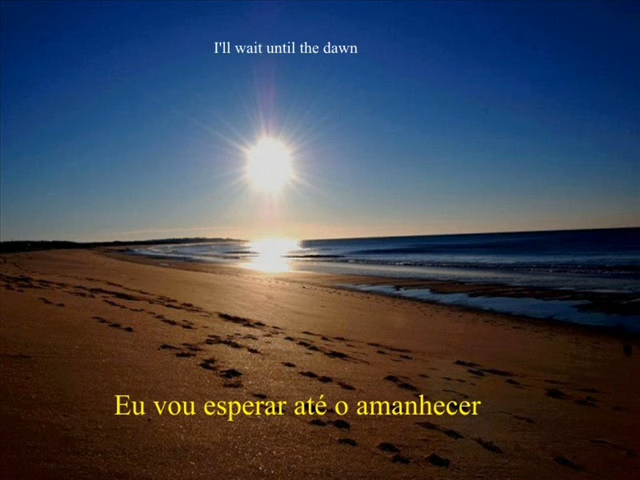 I'll wait until the dawn
Eu vou esperar até o amanhecer